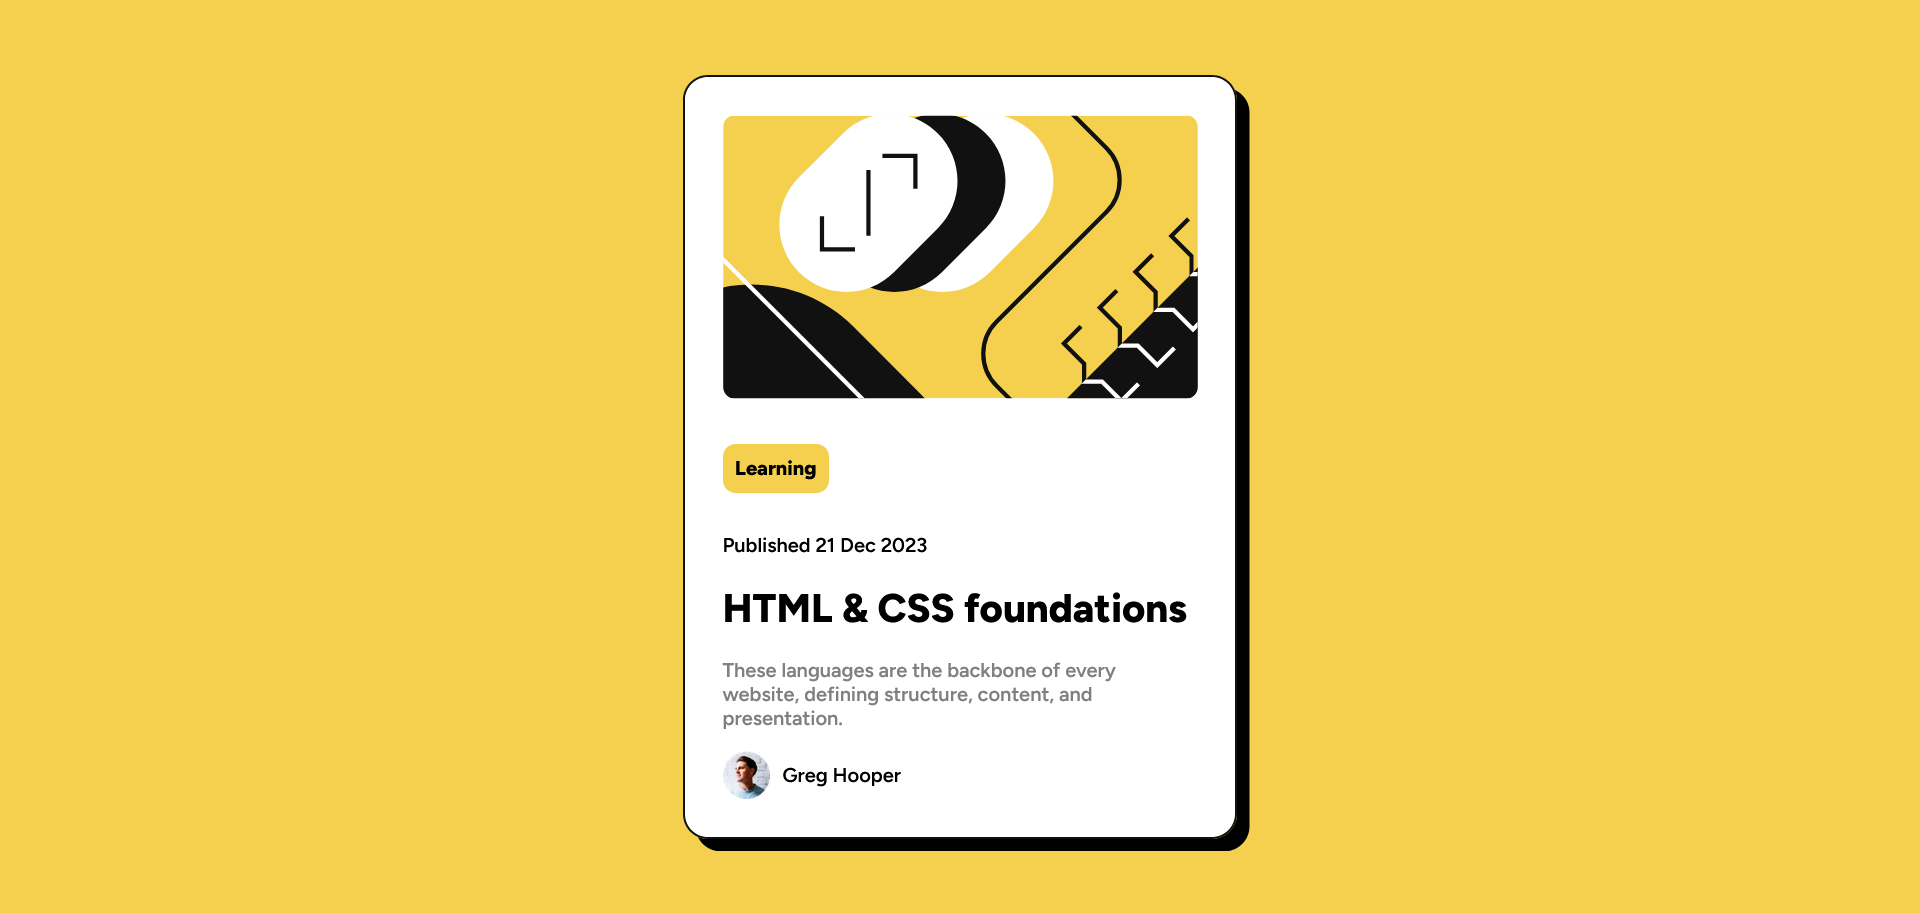 Learning
Published 21 Dec 2023
HTML & CSS foundations
These languages are the backbone of every
website, defining structure, content, and
presentation.
Greg Hooper